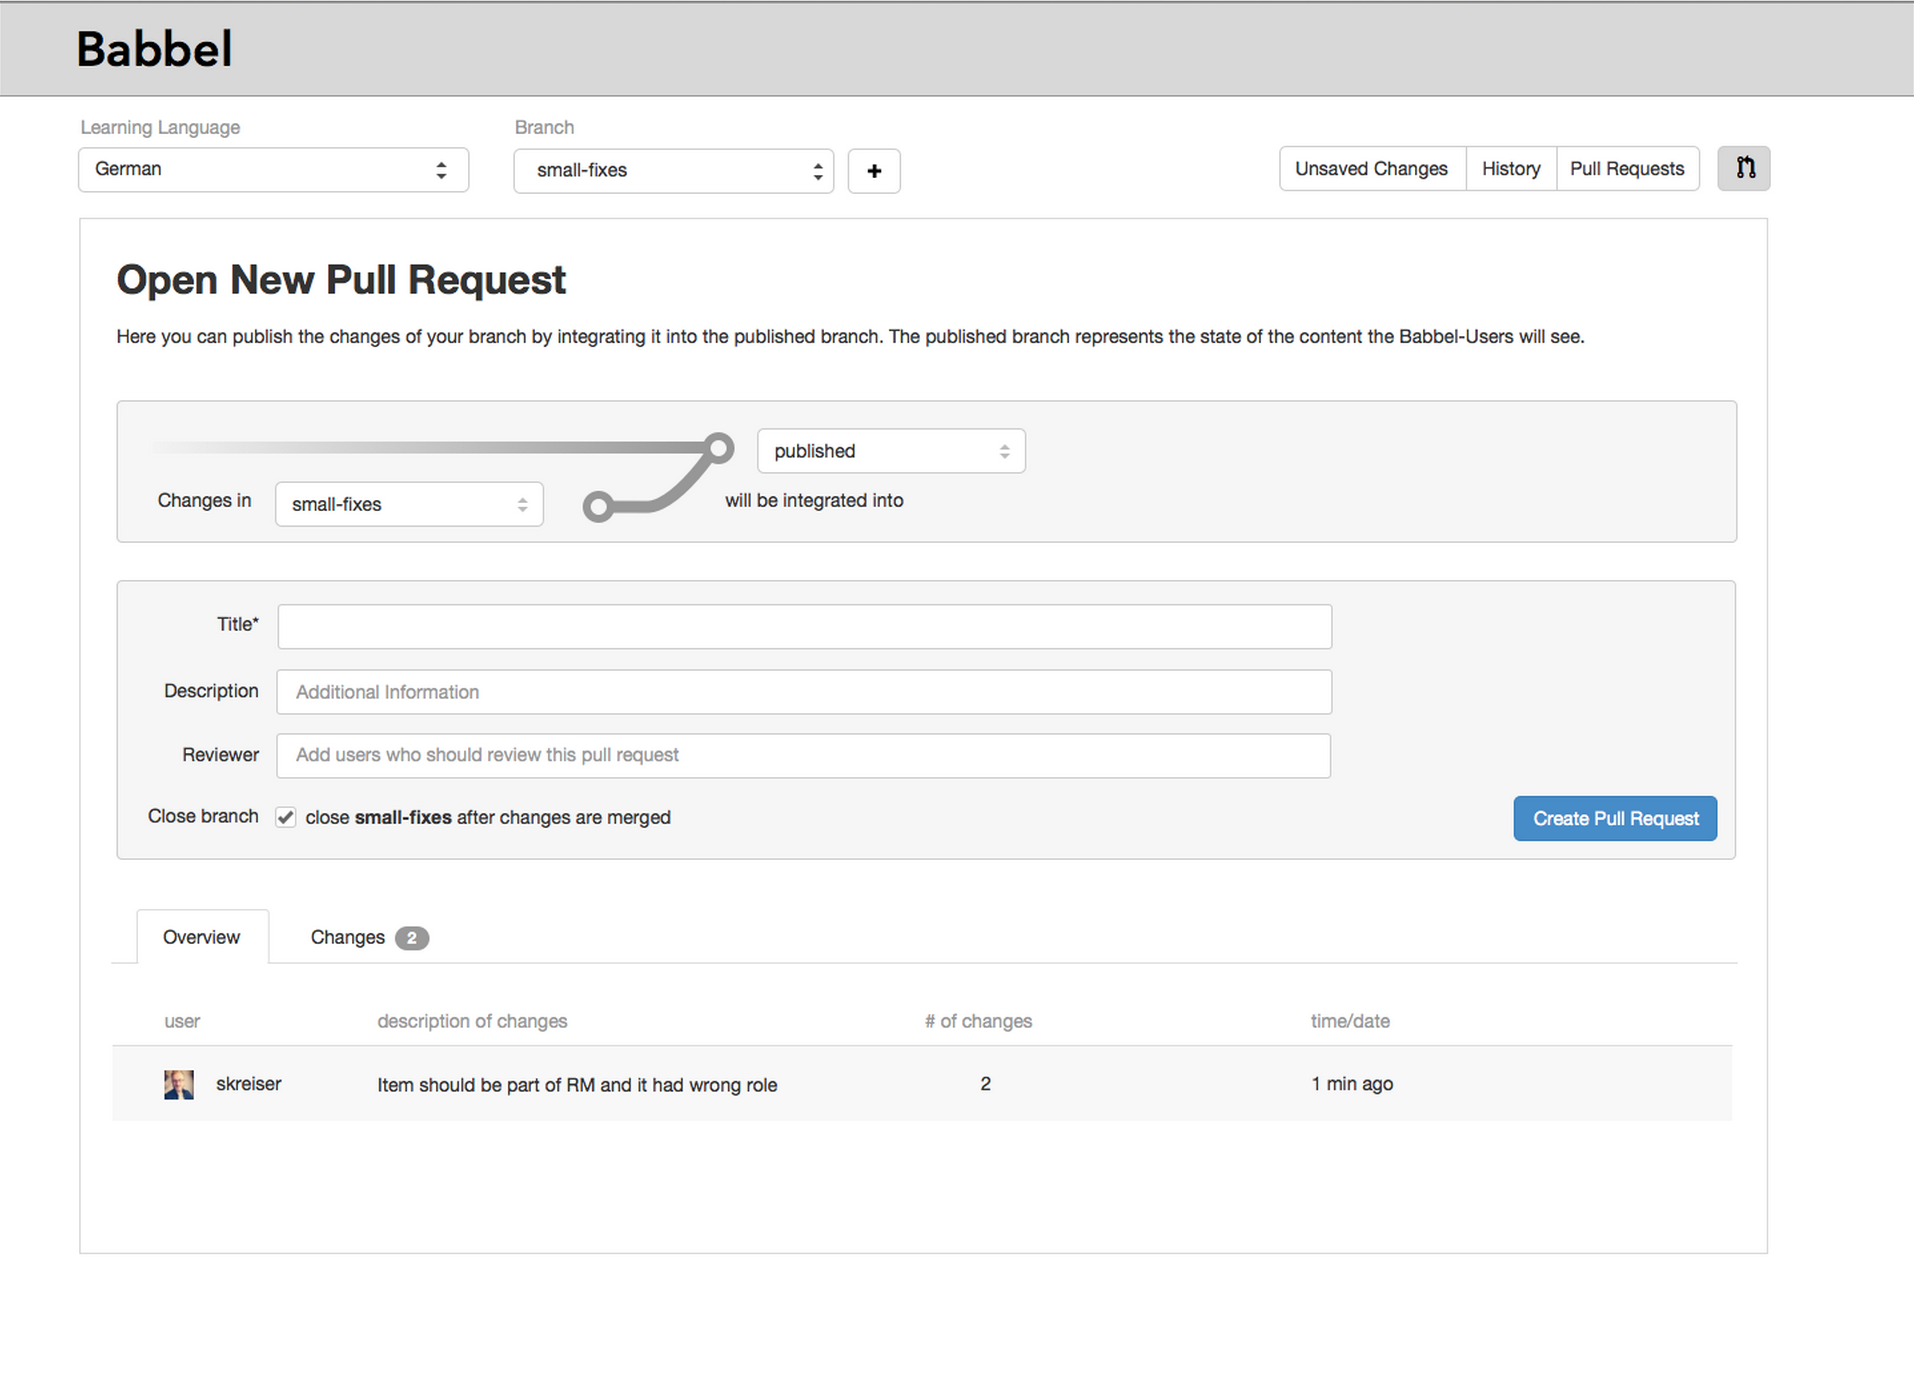 Babbel
Learning Language
Branch
German
small-fixes
+
Unsaved Changes
History
Pull Requests
Open New Pull Request
Here you can publish the changes of your branch by integrating it into the published branch. The published branch represents the state of the content the Babbel-Users will see.
published
Changes in
small-fixes
will be integrated into
Title*
Description
Additional Information
Reviewer
Add users who should review this pull request
Close branch
close small-fixes after changes are merged
Create Pull Request
Overview
Changes 2
user
description of changes
# of changes
time/date
skreiser
Item should be part of RM and it had wrong role
2
1 min ago